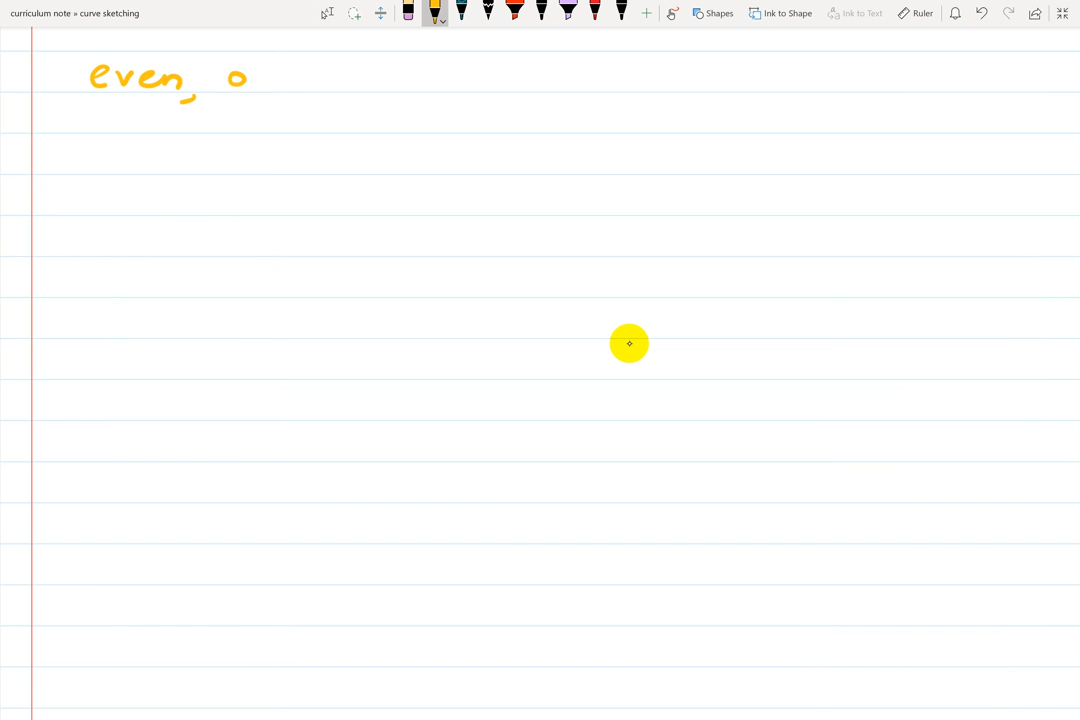 curriculum note » curve sketching Shapes Ink to Shape Ink to Text Ruler
even, o